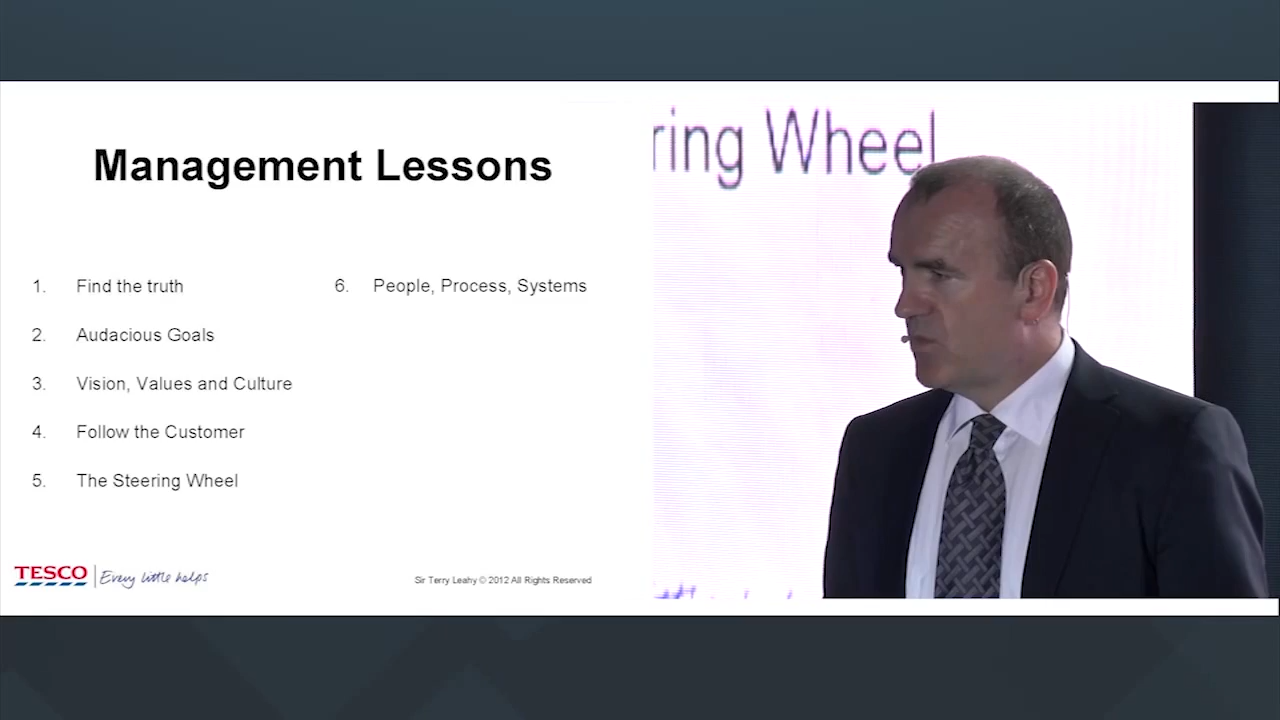 Management Lessons
1. Find the truth
2. Audacious Goals
3. Vision, Values and Culture
4. Follow the Customer
5. The Steering Wheel
6. People, Process, Systems
TESCO Every little helps
Sir Terry Leahy © 2012 All Rights Reserved
ring Wheel